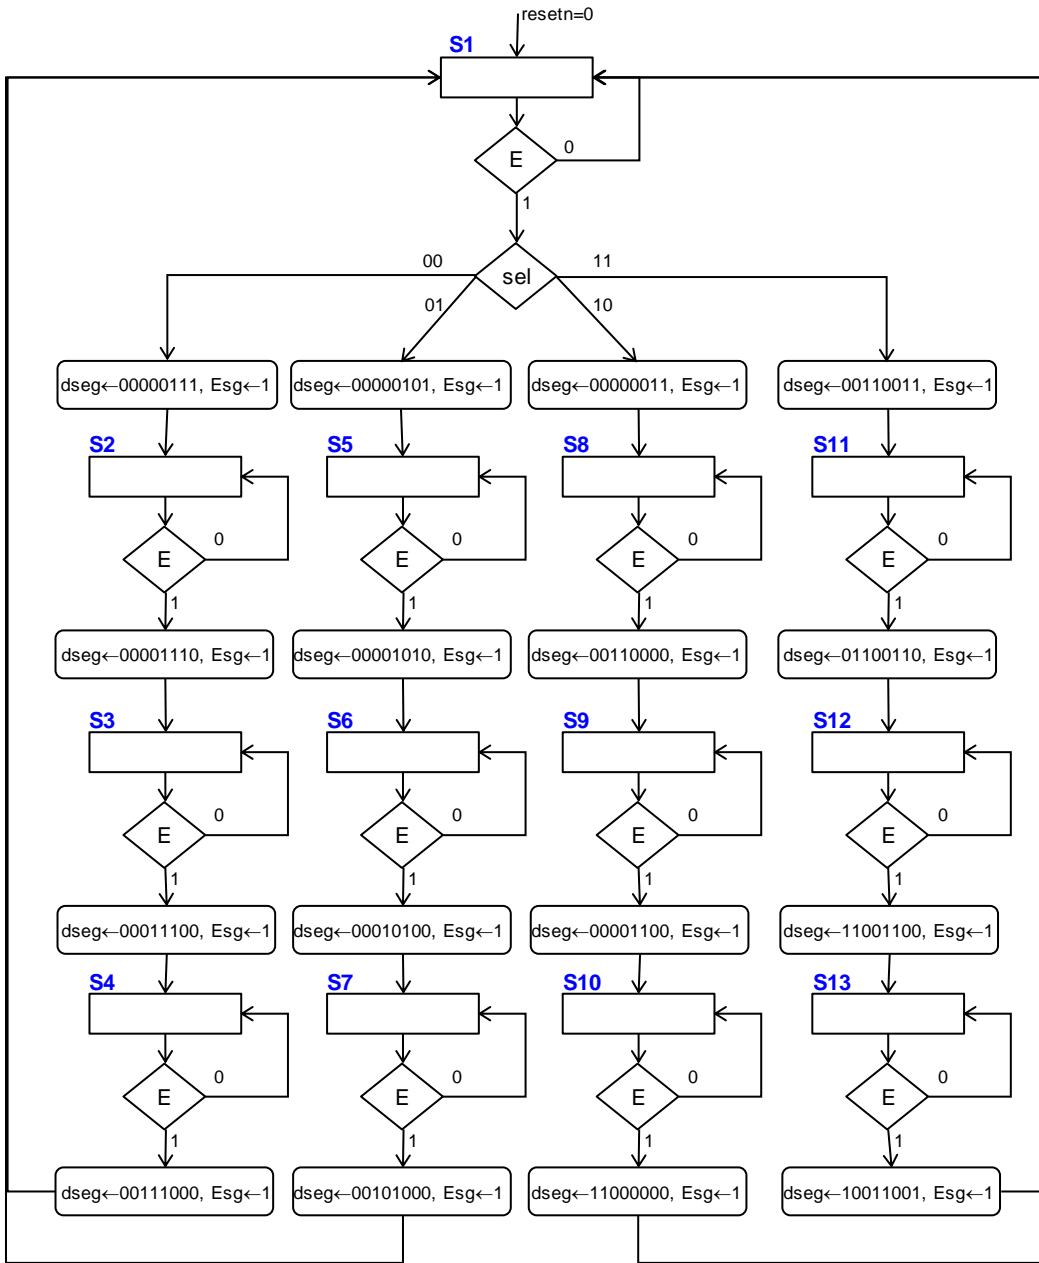 resetn=0
S1
E
0
1
sel
00
11
01
10
dseg←00000111, Esg←1
dseg←00000101, Esg←1
dseg←00000011, Esg←1
dseg←00110011, Esg←1
S2
S5
S8
S11
E
0
E
0
E
0
E
0
1
1
1
1
dseg←00001110, Esg←1
dseg←00001010, Esg←1
dseg←00110000, Esg←1
dseg←01100110, Esg←1
S3
S6
S9
S12
E
0
E
0
E
0
E
0
1
1
1
1
dseg←00011100, Esg←1
dseg←00010100, Esg←1
dseg←00001100, Esg←1
dseg←11001100, Esg←1
S4
S7
S10
S13
E
0
E
0
E
0
E
0
1
1
1
1
dseg←00111000, Esg←1
dseg←00101000, Esg←1
dseg←11000000, Esg←1
dseg←10011001, Esg←1